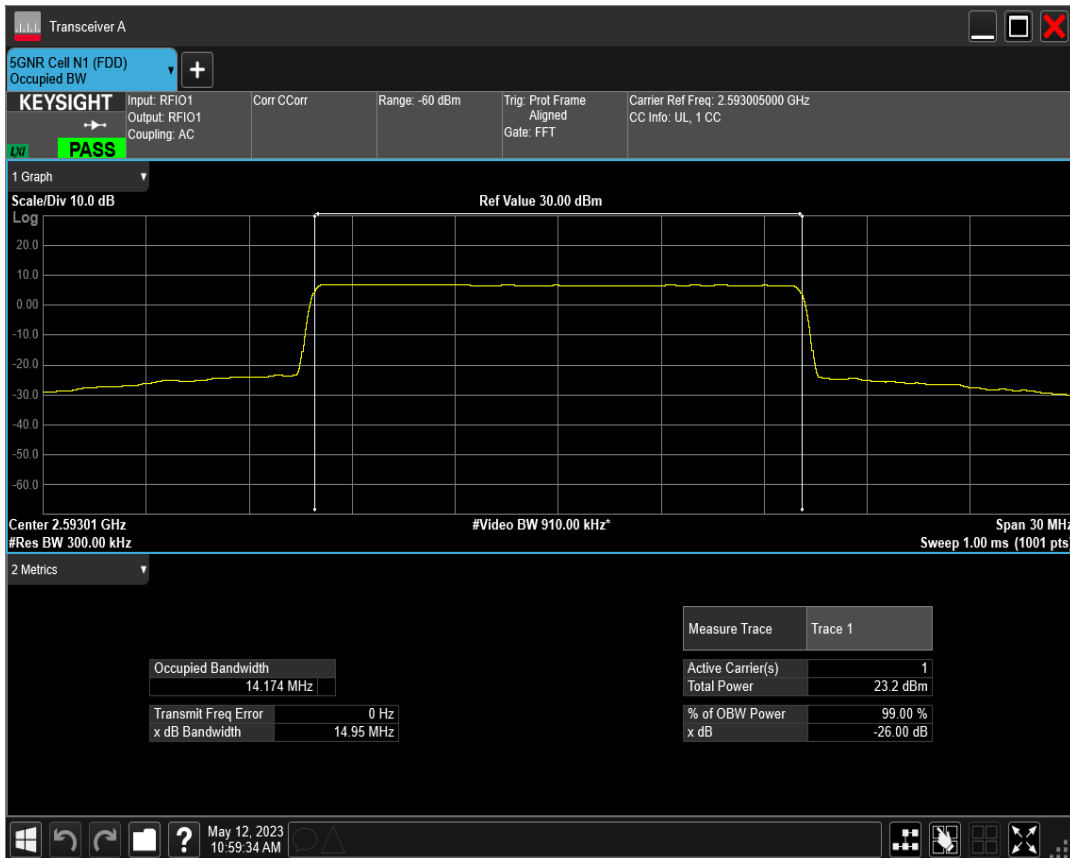 Transceiver A
5GNR Cell N1 (FDD)
Occupied BW
+
KEYSIGHT
LXI
PASS
Input: RFIO1
Output: RFIO1
Coupling: AC
Corr CCorr
Range: -60 dBm
Trig: Prot Frame
Aligned
Gate: FFT
Carrier Ref Freq: 2.593005000 GHz
CC Info: UL, 1 CC
1 Graph
Scale/Div 10.0 dB
Ref Value 30.00 dBm
Log
20.0
10.0
0.00
-10.0
-20.0
-30.0
-40.0
-50.0
-60.0
Center 2.59301 GHz
#Video BW 910.00 kHz*
Span 30 MHz
#Res BW 300.00 kHz
Sweep 1.00 ms (1001 pts)
2 Metrics
Measure Trace Trace 1
Occupied Bandwidth
14.174 MHz
Active Carrier(s) 1
Total Power 23.2 dBm
Transmit Freq Error 0 Hz
x dB Bandwidth 14.95 MHz
% of OBW Power 99.00 %
x dB -26.00 dB
?
May 12, 2023
10:59:34 AM